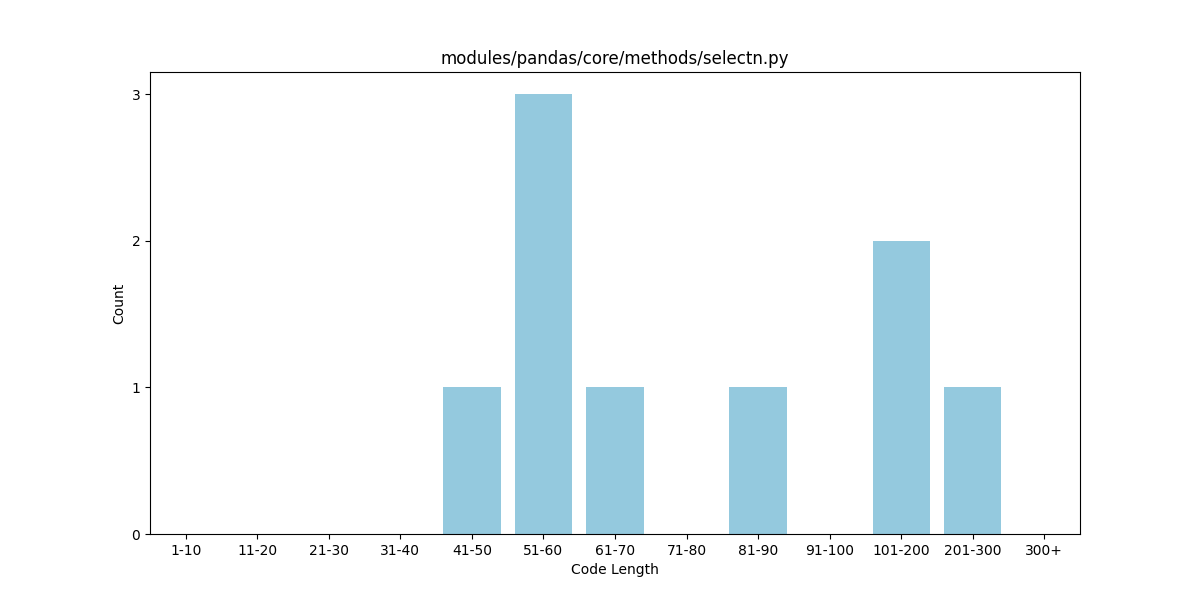 modules/pandas/core/methods/selectn.py
3
2
1
0
Count
1-10 11-20 21-30 31-40 41-50 51-60 61-70 71-80 81-90 91-100 101-200 201-300 300+
Code Length